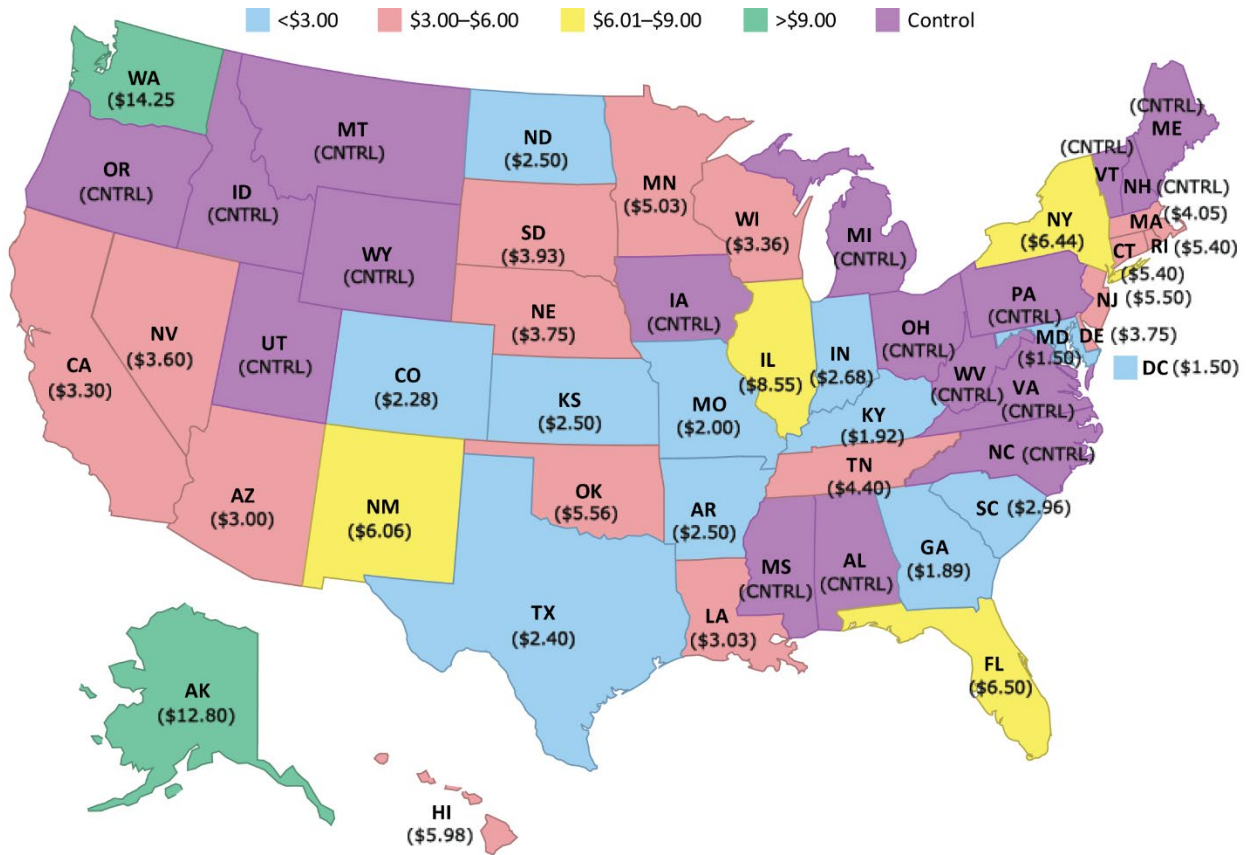 <$3.00 $3.00–$6.00 $6.01–$9.00 >$9.00 Control
WA
($14.25
OR
(CNTRL)
ID
(CNTRL)
MT
(CNTRL)
WY
(CNTRL)
ND
($2.50)
SD
($3.93)
NE
($3.75)
MN
($5.03)
WI
($3.36)
MI
(CNTRL)
IA
(CNTRL)
(CNTRL)
ME
(CNTRL)
VT
NH (CNTRL)
NY
($6.44)
MA
($4.05)
CT
($5.40)
RI ($5.40)
NJ ($5.50)
PA
(CNTRL)
DE ($3.75)
MD
($1.50)
DC ($1.50)
CA
($3.30)
NV
($3.60)
UT
(CNTRL)
CO
($2.28)
KS
($2.50)
MO
($2.00)
IL
($8.55)
IN
($2.68)
OH
(CNTRL)
WV
(CNTRL)
VA
(CNTRL)
KY
($1.92)
NC (CNTRL)
TN
($4.40)
AZ
($3.00)
NM
($6.06)
OK
($5.56)
AR
($2.50)
SC ($2.96)
GA
($1.89)
MS
(CNTRL)
AL
(CNTRL)
TX
($2.40)
LA
($3.03)
FL
($6.50)
AK
($12.80)
HI
($5.98)